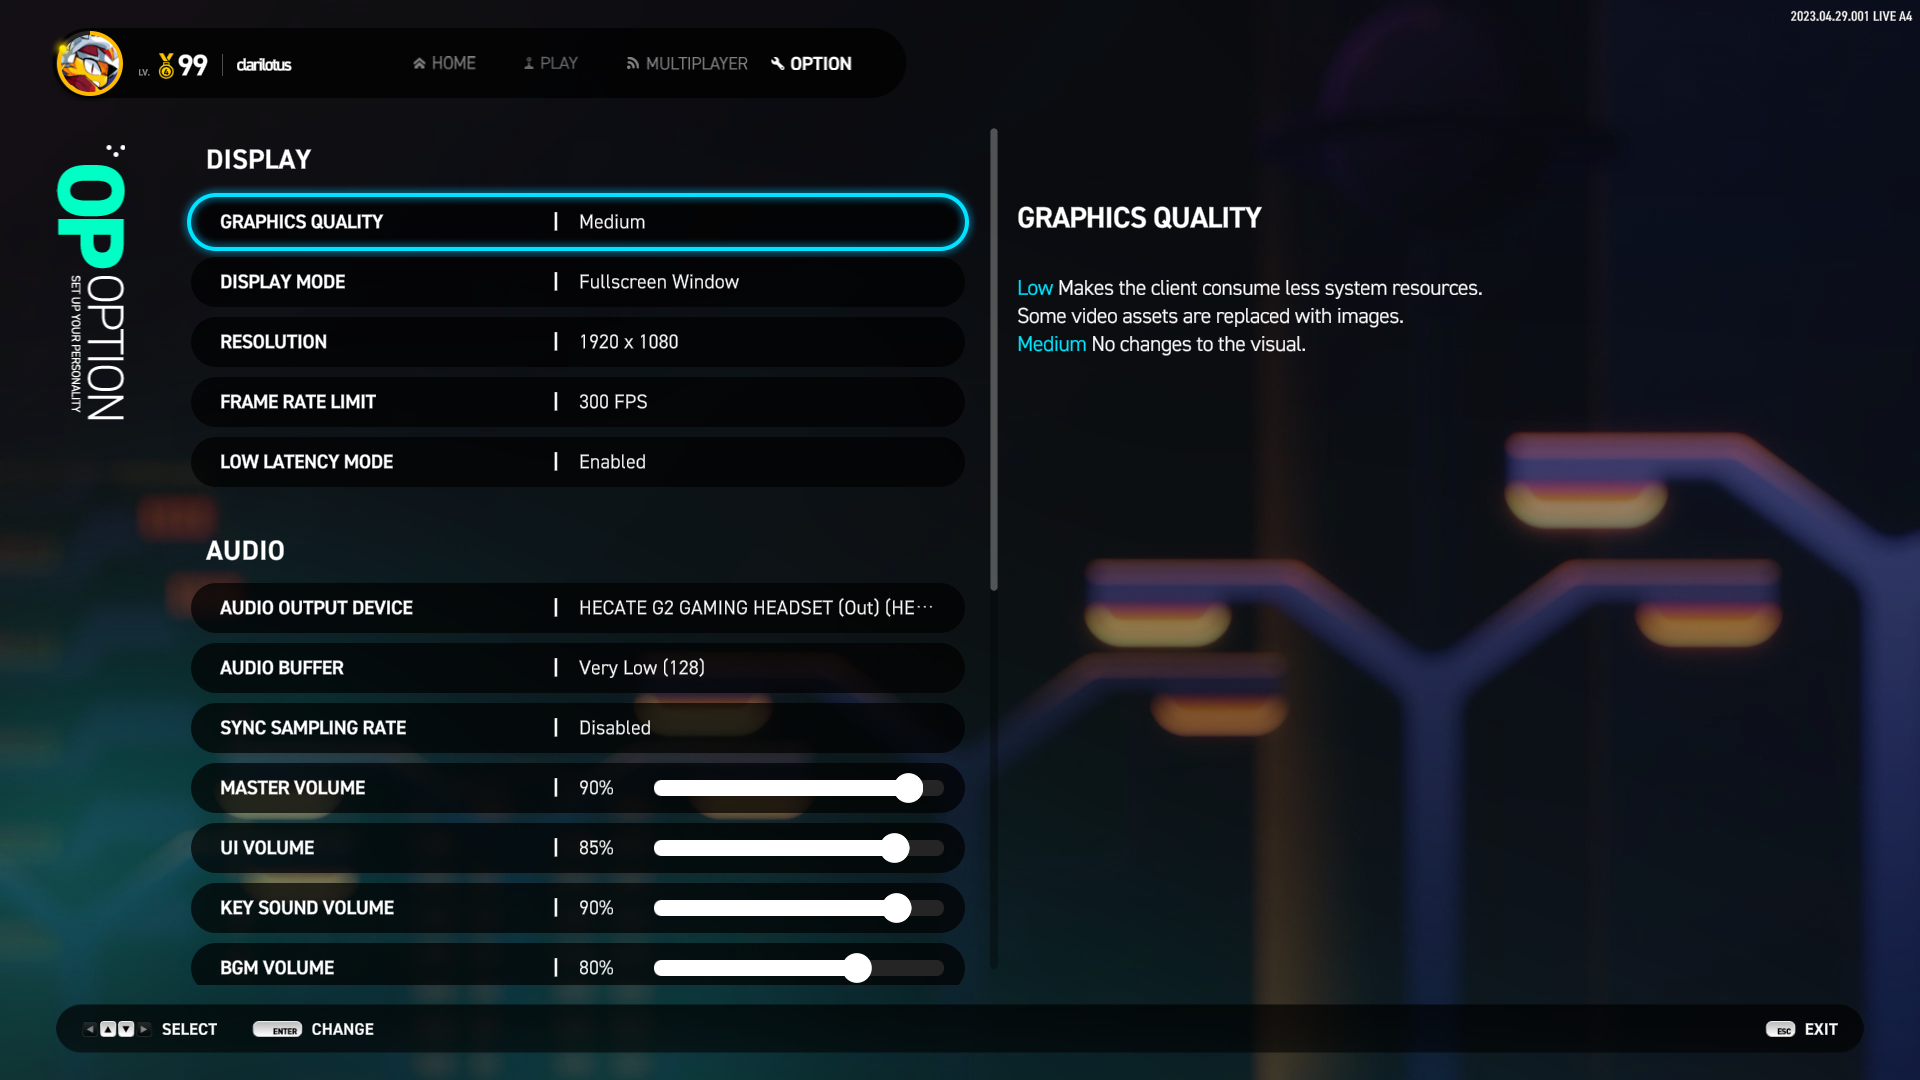 2023.04.29.001 LIVE A4
LV. 99 clarilotus
HOME PLAY MULTIPLAYER OPTION
OP OPTION
SET UP YOUR PERSONALITY
DISPLAY
GRAPHICS QUALITY | Medium
DISPLAY MODE | Fullscreen Window
RESOLUTION | 1920 x 1080
FRAME RATE LIMIT | 300 FPS
LOW LATENCY MODE | Enabled
AUDIO
AUDIO OUTPUT DEVICE | HECATE G2 GAMING HEADSET (Out) (HE···
AUDIO BUFFER | Very Low (128)
SYNC SAMPLING RATE | Disabled
MASTER VOLUME | 90%
UI VOLUME | 85%
KEY SOUND VOLUME | 90%
BGM VOLUME | 80%
GRAPHICS QUALITY
Low Makes the client consume less system resources.
Some video assets are replaced with images.
Medium No changes to the visual.
SELECT ENTER CHANGE
ESC EXIT